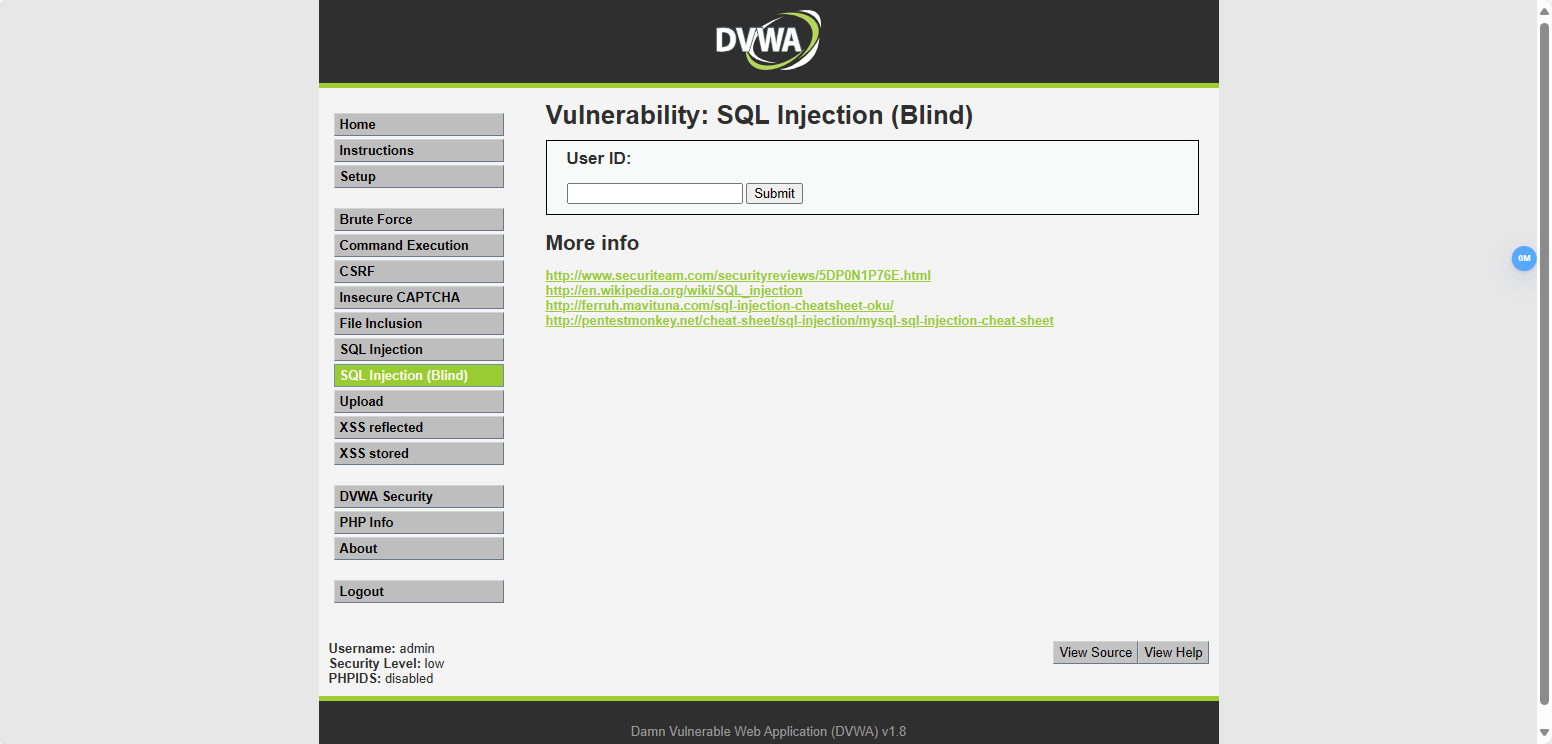 DVWA
Vulnerability: SQL Injection (Blind)
Home
Instructions
Setup
Brute Force
Command Execution
CSRF
Insecure CAPTCHA
File Inclusion
SQL Injection
SQL Injection (Blind)
Upload
XSS reflected
XSS stored
DVWA Security
PHP Info
About
Logout
User ID:
Submit
More info
http://www.securiteam.com/securityreviews/5DP0N1P76E.html
http://en.wikipedia.org/wiki/SQL_injection
http://ferruh.mavituna.com/sql-injection-cheatsheet-oku/
http://pentestmonkey.net/cheat-sheet/sql-injection/mysql-sql-injection-cheat-sheet
0M
Username: admin
Security Level: low
PHPIDS: disabled
View Source
View Help
Damn Vulnerable Web Application (DVWA) v1.8